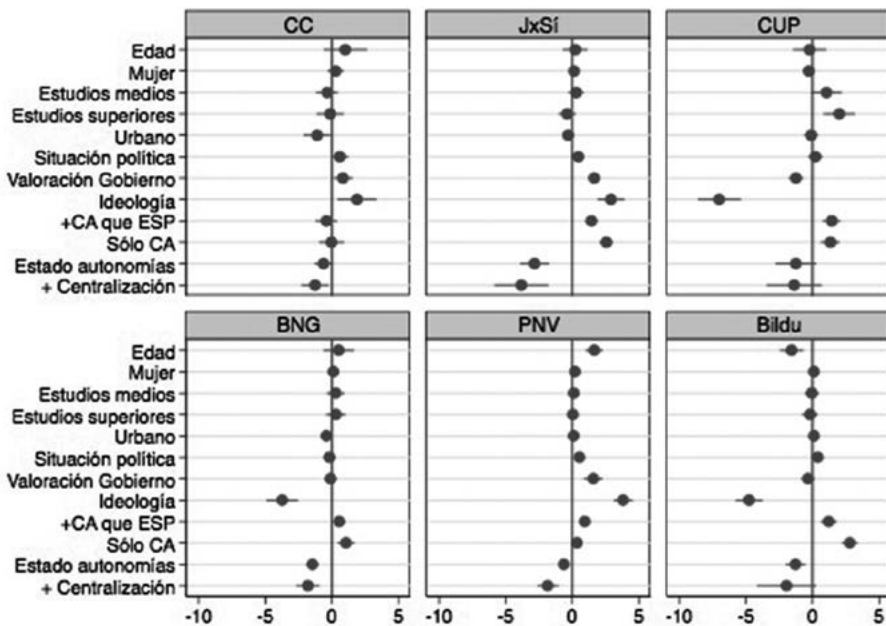 CC JxSí CUP
Edad
Mujer
Estudios medios
Estudios superiores
Urbano
Situación política
Valoración Gobierno
Ideología
+CA que ESP
Sólo CA
Estado autonomías
+ Centralización
BNG PNV Bildu
Edad
Mujer
Estudios medios
Estudios superiores
Urbano
Situación política
Valoración Gobierno
Ideología
+CA que ESP
Sólo CA
Estado autonomías
+ Centralización
-10 -5 0 5 -10 -5 0 5 -10 -5 0 5